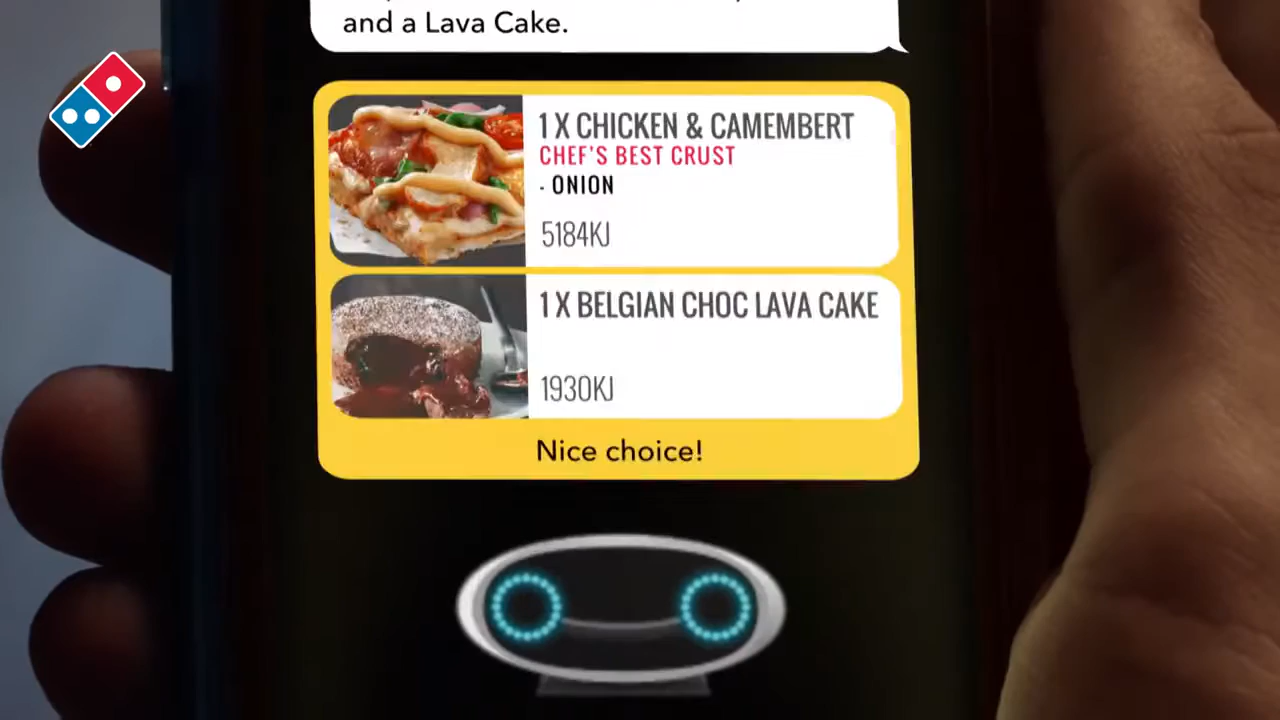 and a Lava Cake.
1 X CHICKEN & CAMEMBERT
CHEF'S BEST CRUST
- ONION
5184KJ
1 X BELGIAN CHOC LAVA CAKE
1930KJ
Nice choice!